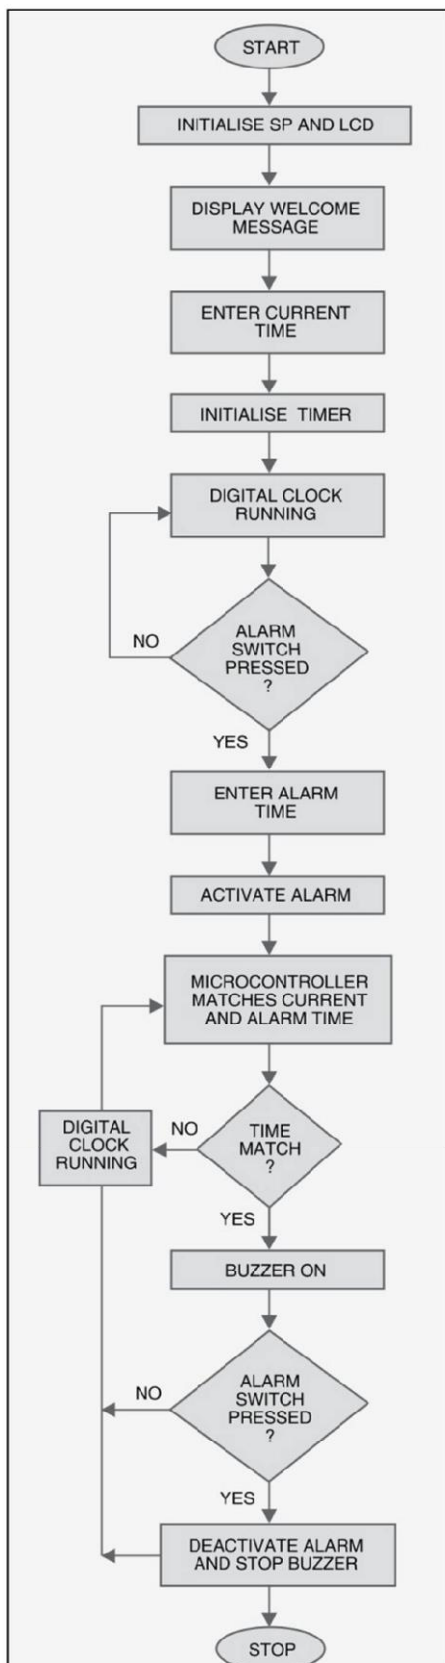 START
INITIALISE SP AND LCD
DISPLAY WELCOME
MESSAGE
ENTER CURRENT
TIME
INITIALISE TIMER
DIGITAL CLOCK
RUNNING
NO
ALARM
SWITCH
PRESSED
?
YES
ENTER ALARM
TIME
ACTIVATE ALARM
MICROCONTROLLER
MATCHES CURRENT
AND ALARM TIME
DIGITAL
CLOCK
RUNNING
NO
TIME
MATCH
?
YES
BUZZER ON
NO
ALARM
SWITCH
PRESSED
?
YES
DEACTIVATE ALARM
AND STOP BUZZER
STOP